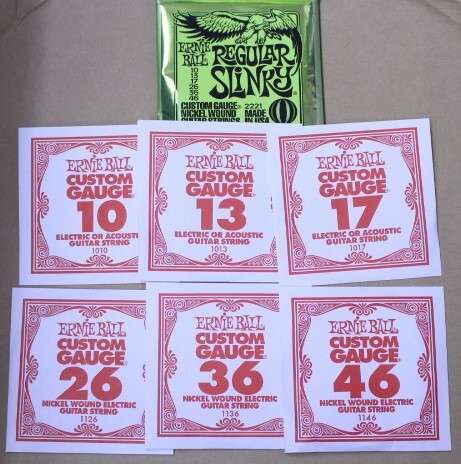 ERNIE BALL
REGULAR
SLINKY
10
13
17
26
36
46
CUSTOM GAUGE
NICKEL WOUND
GUITAR STRINGS
2221
MADE
IN USA
ERNIE BALL
CUSTOM
GAUGE
10
ELECTRIC OR ACOUSTIC
GUITAR STRING
1010
ERNIE BALL
CUSTOM
GAUGE
13
ELECTRIC OR ACOUSTIC
GUITAR STRING
1013
ERNIE BALL
CUSTOM
GAUGE
17
ELECTRIC OR ACOUSTIC
GUITAR STRING
1017
ERNIE BALL
CUSTOM
GAUGE
26
NICKEL WOUND ELECTRIC
GUITAR STRING
1126
ERNIE BALL
CUSTOM
GAUGE
36
NICKEL WOUND ELECTRIC
GUITAR STRING
1136
ERNIE BALL
CUSTOM
GAUGE
46
NICKEL WOUND ELECTRIC
GUITAR STRING
1146